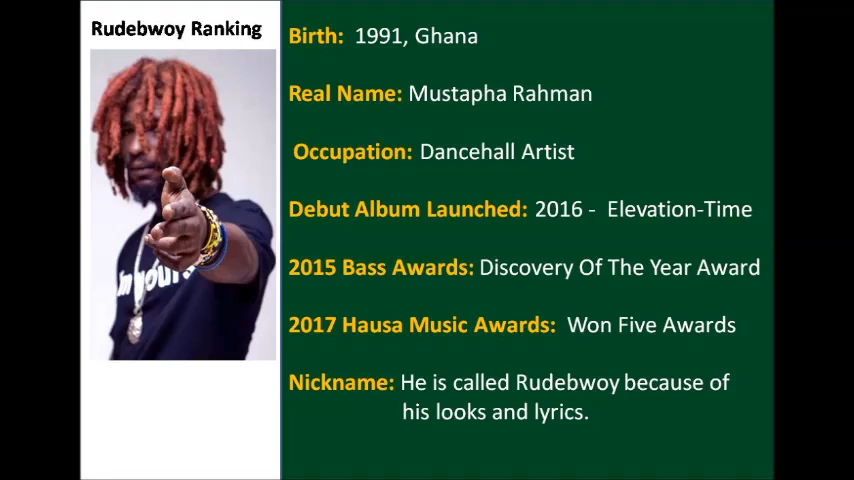 Rudebwoy Ranking
Birth: 1991, Ghana
Real Name: Mustapha Rahman
Occupation: Dancehall Artist
Debut Album Launched: 2016 - Elevation-Time
2015 Bass Awards: Discovery Of The Year Award
2017 Hausa Music Awards: Won Five Awards
Nickname: He is called Rudebwoy because of
his looks and lyrics.
I'm yours